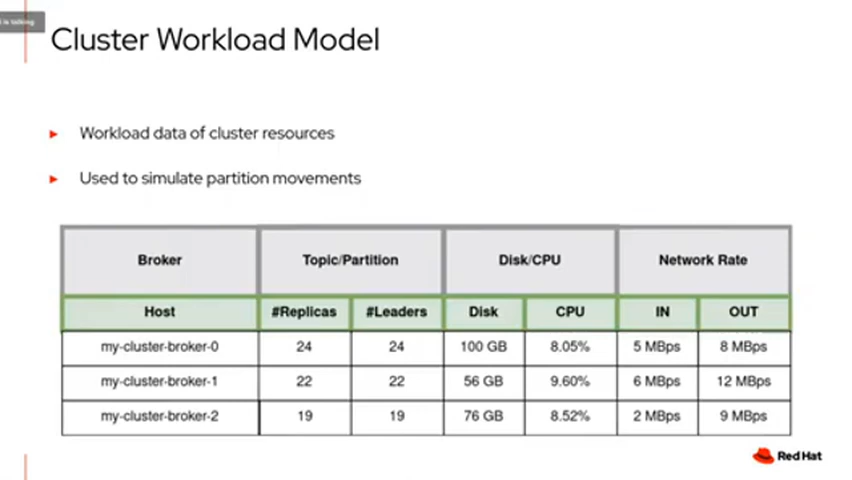 is talking
Cluster Workload Model
Workload data of cluster resources
Used to simulate partition movements
Broker Topic/Partition Disk/CPU Network Rate
Host #Replicas #Leaders Disk CPU IN OUT
my-cluster-broker-0 24 24 100 GB 8.05% 5 MBps 8 MBps
my-cluster-broker-1 22 22 56 GB 9.60% 6 MBps 12 MBps
my-cluster-broker-2 19 19 76 GB 8.52% 2 MBps 9 MBps
Red Hat